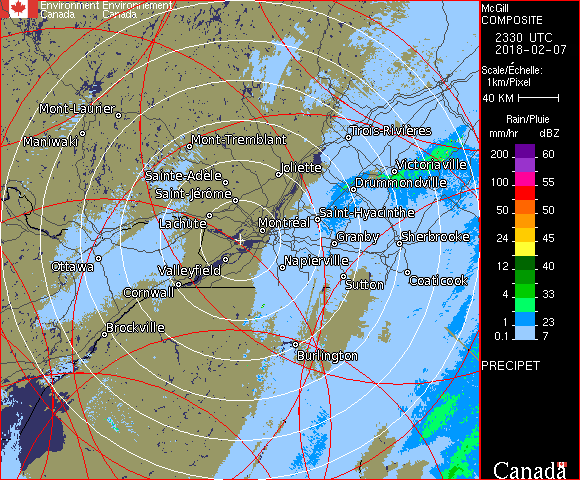 Environment Environnement
Canada Canada
Mont-Laurier
Maniwaki
Mont-Tremblant
Trois-Rivières
Sainte-Adèle
Joliette
Victoriaville
Drummondville
Saint-Jérôme
Lachute
Montréal
Saint-Hyacinthe
Granby
Sherbrooke
Ottawa
Valleyfield
Napierville
Cornwall
Sutton
Coaticook
Brockville
Burlington
McGill
COMPOSITE
2330 UTC
2018-02-07
Scale/Échelle:
1km/Pixel
40 KM
Rain/Pluie
mm/hr dBZ
200 60
150 57
100 55
50 50
24 45
12 40
4 33
1 23
0.1 7
PRECIPET
Canada